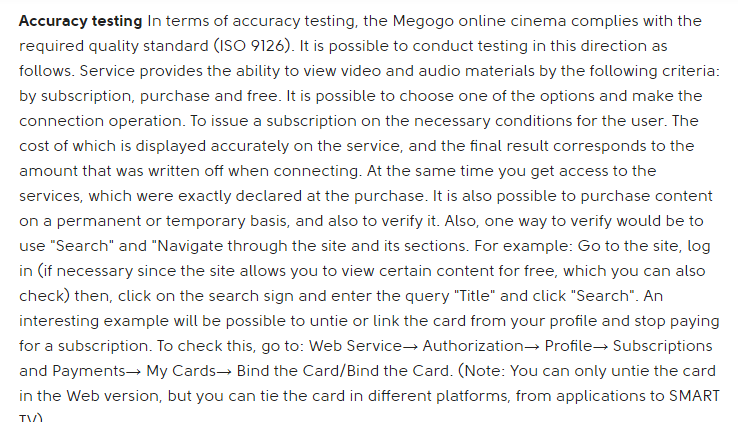 Accuracy testing In terms of accuracy testing, the Megogo online cinema complies with the
required quality standard (ISO 9126). It is possible to conduct testing in this direction as
follows. Service provides the ability to view video and audio materials by the following criteria:
by subscription, purchase and free. It is possible to choose one of the options and make the
connection operation. To issue a subscription on the necessary conditions for the user. The
cost of which is displayed accurately on the service, and the final result corresponds to the
amount that was written off when connecting. At the same time you get access to the
services, which were exactly declared at the purchase. It is also possible to purchase content
on a permanent or temporary basis, and also to verify it. Also, one way to verify would be to
use "Search" and "Navigate through the site and its sections. For example: Go to the site, log
in (if necessary since the site allows you to view certain content for free, which you can also
check) then, click on the search sign and enter the query "Title" and click "Search". An
interesting example will be possible to untie or link the card from your profile and stop paying
for a subscription. To check this, go to: Web Service→ Authorization→ Profile→ Subscriptions
and Payments→ My Cards→ Bind the Card/Bind the Card. (Note: You can only untie the card
in the Web version, but you can tie the card in different platforms, from applications to SMART
TV)